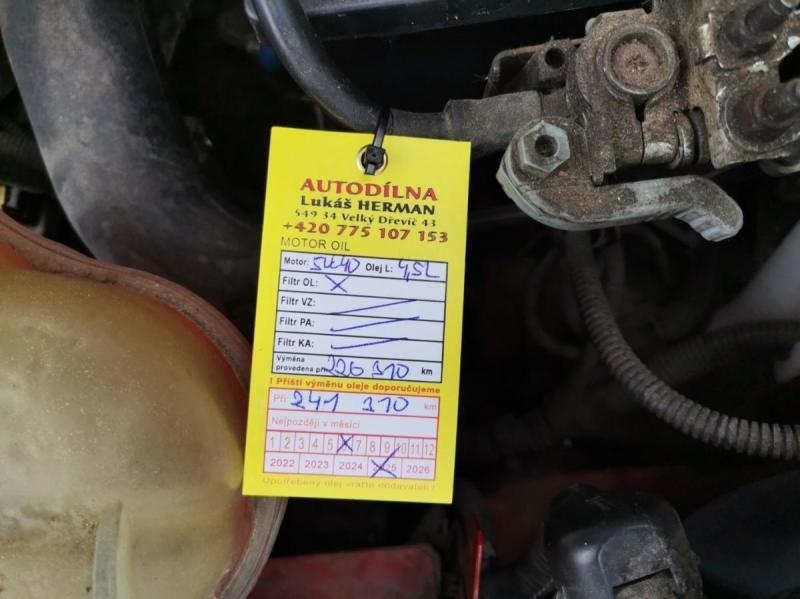 AUTODÍLNA
Lukáš HERMAN
549 34 Velký Dřevíč 43
+420 775 107 153
MOTOR OIL
Motor: 5W40 Olej L: 4,5L
Filtr OL: X
Filtr VZ:
Filtr PA:
Filtr KA:
Výměna
provedena při 226 310 km
! Příští výměnu oleje doporučujeme
Při: 241 310 km
Nejpozději v měsíci
1 2 3 4 5 6 7 8 9 10 11 12
2022 2023 2024 2025 2026
Upotřebený olej vraťte dodavateli !